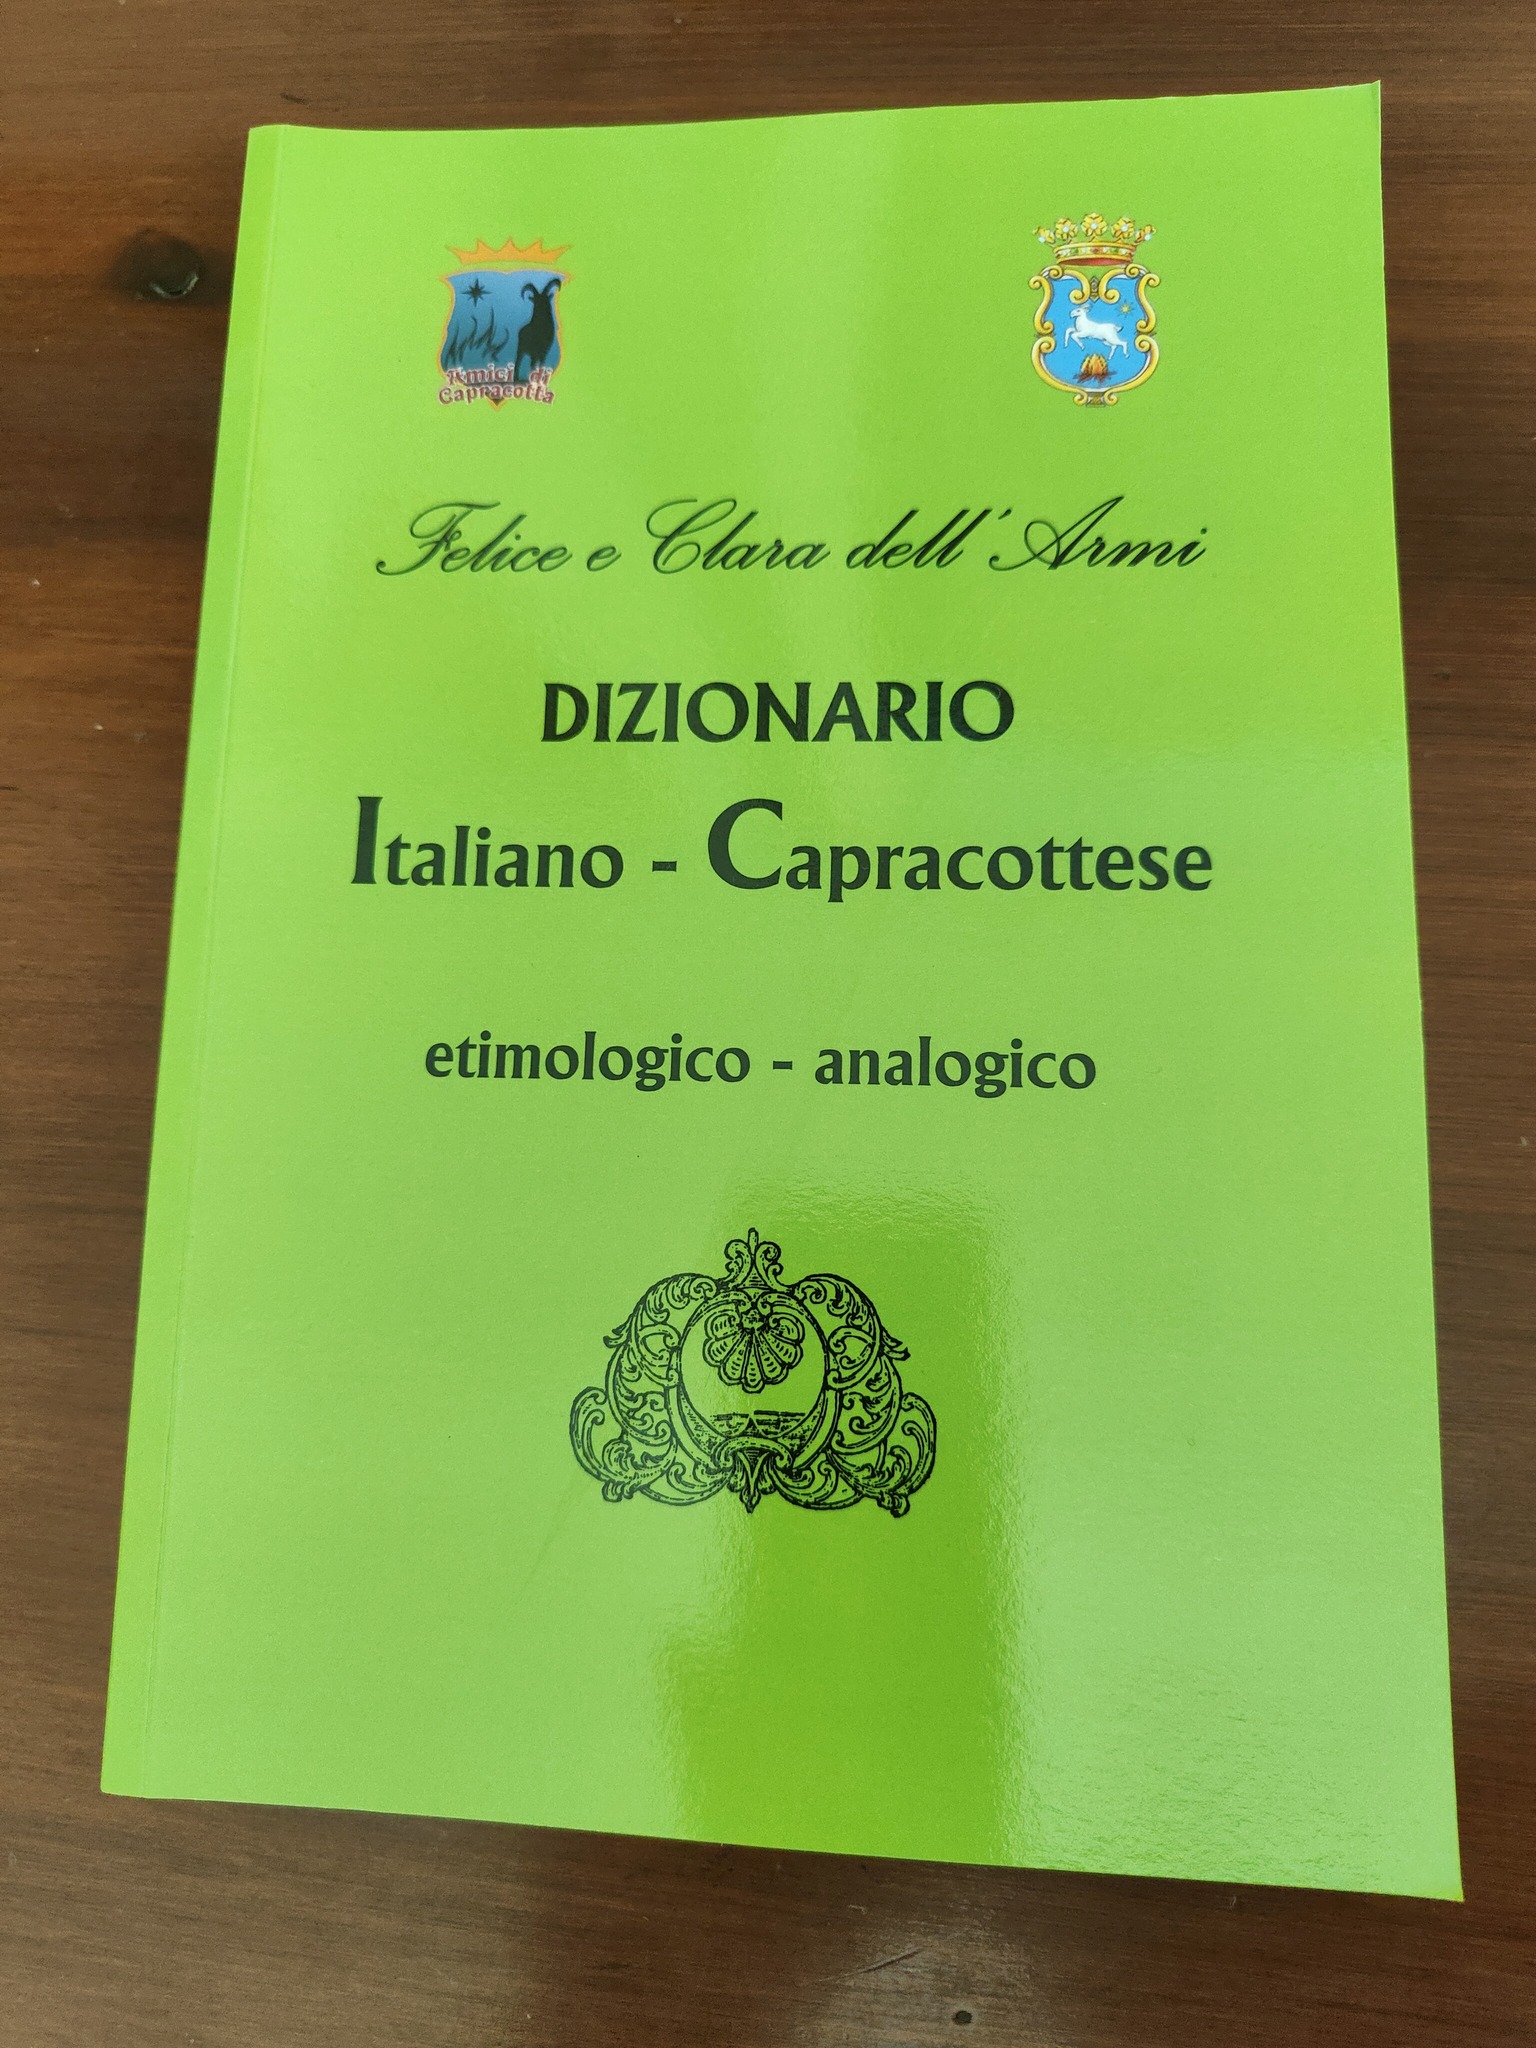 Amici di
Capracotta
Felice e Clara dell'Armi
DIZIONARIO
Italiano - Capracottese
etimologico - analogico